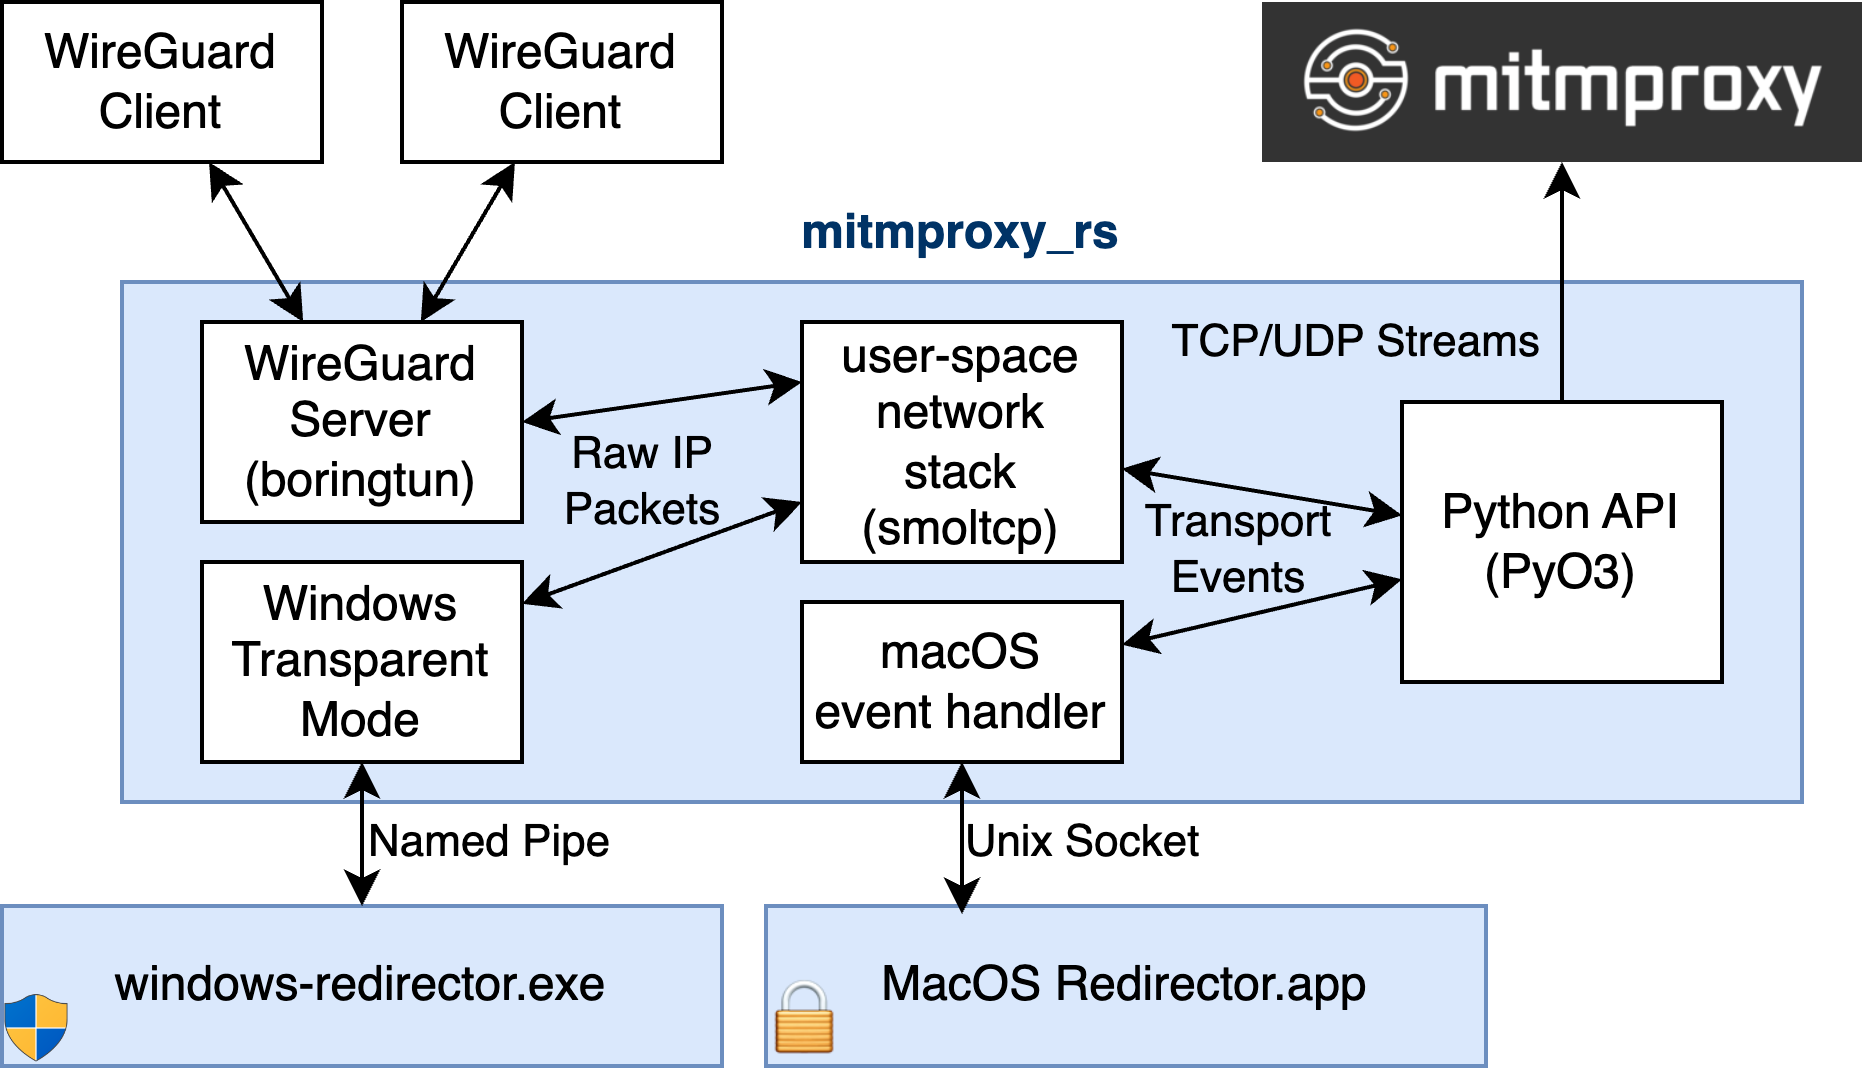 WireGuard
Client
WireGuard
Client
mitmproxy
mitmproxy_rs
WireGuard
Server
(boringtun)
Raw IP
Packets
user-space
network
stack
(smoltcp)
TCP/UDP Streams
Transport
Events
Python API
(PyO3)
Windows
Transparent
Mode
macOS
event handler
Named Pipe
Unix Socket
windows-redirector.exe
MacOS Redirector.app